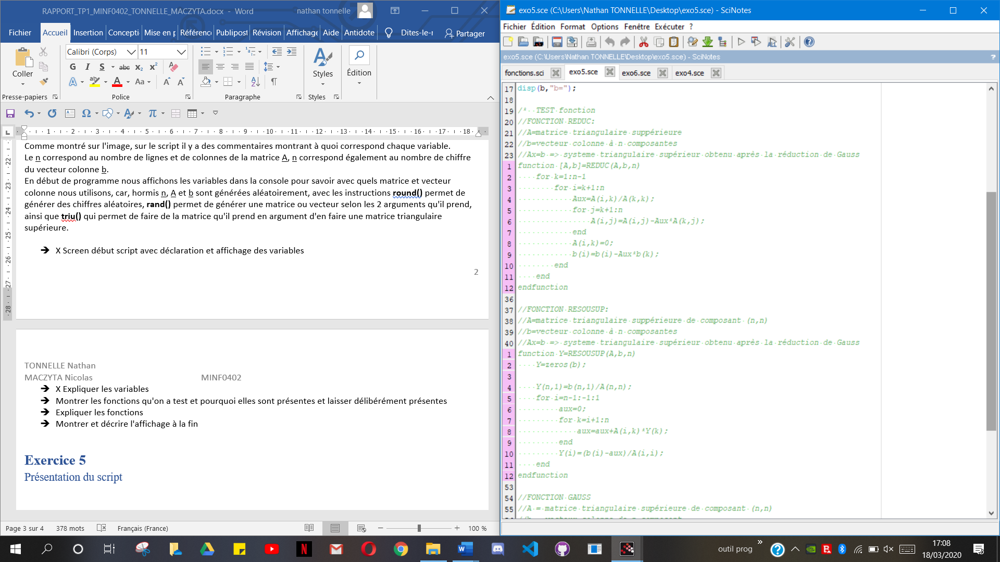 RAPPORT_TP1_MINF0402_TONNELLE_MACZYTA.docx - Word
nathan tonnelle
Fichier Accueil Insertion Concepti Mise en p Référenc Publipost Révision Affichage Aide Antidote Dites-le-r Partager
Coller
Calibri (Corps) 11
G I S abc x₂ x²
A ab A Aa A A
Styles
Édition
Presse-papiers Police Paragraphe Styles
1 2 3 4 5 6 7 8 9 10 11 12 13 14 15 16 17 18
22 23 24 25 26 27 28
Comme montré sur l'image, sur le script il y a des commentaires montrant à quoi correspond chaque variable.
Le n correspond au nombre de lignes et de colonnes de la matrice A, n correspond également au nombre de chiffre
du vecteur colonne b.
En début de programme nous affichons les variables dans la console pour savoir avec quels matrice et vecteur
colonne nous utilisons, car, hormis n, A et b sont générées aléatoirement, avec les instructions round() permet de
générer des chiffres aléatoires, rand() permet de générer une matrice ou vecteur selon les 2 arguments qu'il prend,
ainsi que triu() qui permet de faire de la matrice qu'il prend en argument d'en faire une matrice triangulaire
supérieure.
➔ X Screen début script avec déclaration et affichage des variables
2
TONNELLE Nathan
MACZYTA Nicolas MINF0402
➔ X Expliquer les variables
➔ Montrer les fonctions qu'on a test et pourquoi elles sont présentes et laisser délibérément présentes
➔ Expliquer les fonctions
➔ Montrer et décrire l'affichage à la fin
Exercice 5
Présentation du script
Page 3 sur 4 378 mots Français (France) 100 %
exo5.sce (C:\Users\Nathan TONNELLE\Desktop\exo5.sce) - SciNotes
Fichier Édition Format Options Fenêtre Exécuter ?
exo5.sce (C:\Users\Nathan TONNELLE\Desktop\exo5.sce) - SciNotes ?
fonctions.sci exo5.sce exo6.sce exo4.sce
17 disp(b,"b=");
18
19 /* TEST fonction
20 //FONCTION REDUC:
21 //A=matrice triangulaire suppérieure
22 //b=vecteur colonne à n composantes
23 //Ax=b => systeme triangulaire supérieur obtenu après la réduction de Gauss
1 function [A,b]=REDUC(A,b,n)
2 for k=1:n-1
3 for i=k+1:n
4 Aux=A(i,k)/A(k,k);
5 for j=k+1:n
6 A(i,j)=A(i,j)-Aux*A(k,j);
7 end
8 A(i,k)=0;
9 b(i)=b(i)-Aux*b(k);
10 end
11 end
12 endfunction
36
37 //FONCTION RESOUSUP:
38 //A=matrice triangulaire suppérieure de composant (n,n)
39 //b=vecteur colonne à n composantes
40 //Ax=b => systeme triangulaire supérieur obtenu après la réduction de Gauss
1 function Y=RESOUSUP(A,b,n)
2 Y=zeros(b);
3
4 Y(n,1)=b(n,1)/A(n,n);
5 for i=n-1:-1:1
6 aux=0;
7 for k=i+1:n
8 aux=aux+A(i,k)*Y(k);
9 end
10 Y(i)=(b(i)-aux)/A(i,i);
11 end
12 endfunction
53
54 //FONCTION GAUSS
55 //A = matrice triangulaire supérieure de composant (n,n)
outil prog
17:08
18/03/2020